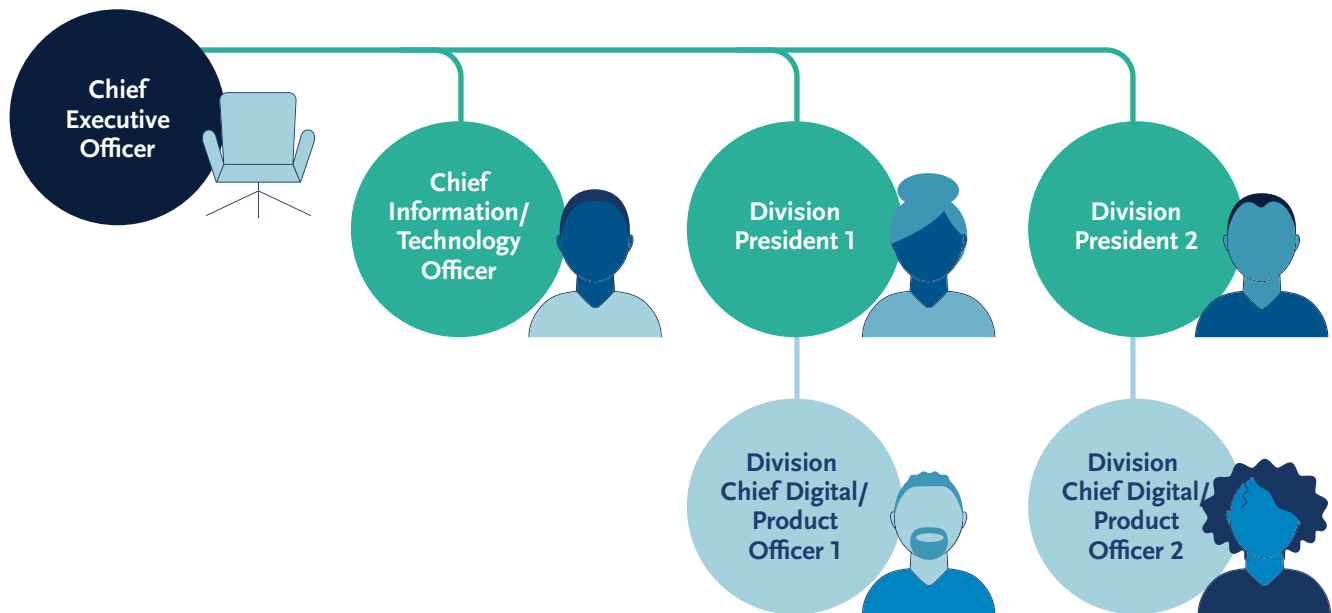 Chief
Executive
Officer
Chief
Information/
Technology
Officer
Division
President 1
Division
President 2
Division
Chief Digital/
Product
Officer 1
Division
Chief Digital/
Product
Officer 2